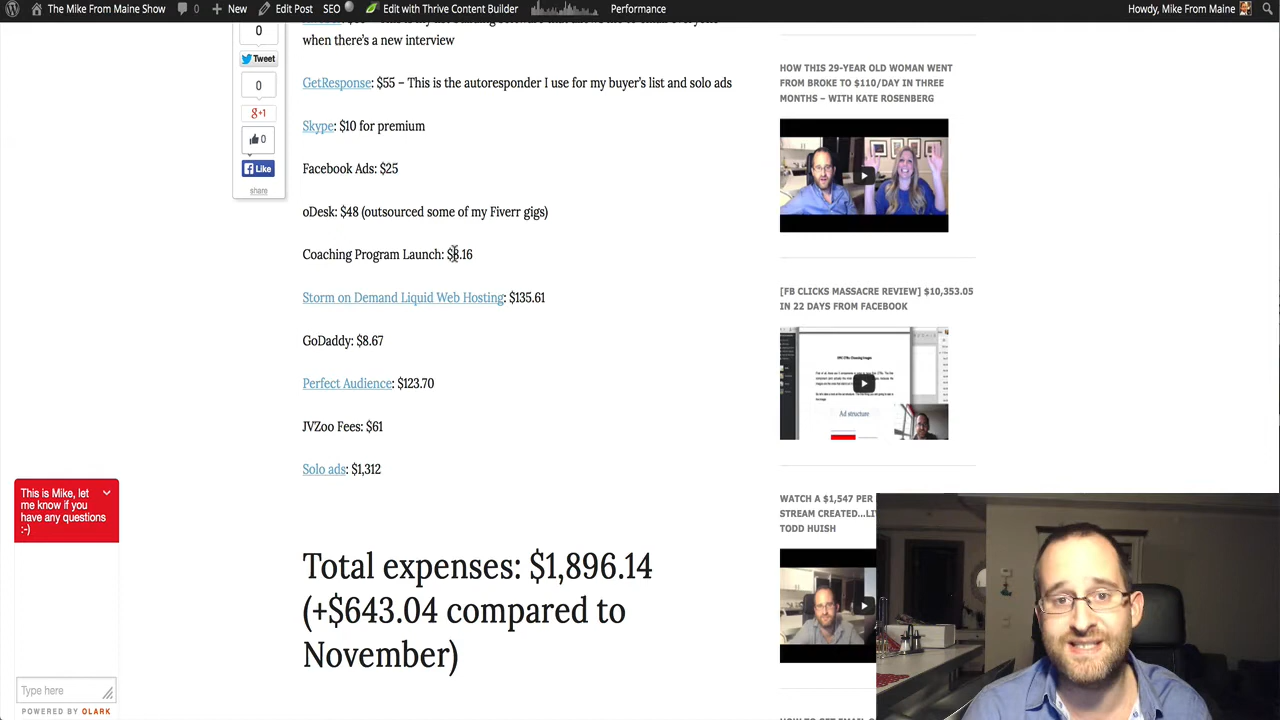 The Mike From Maine Show
0
New
Edit Post
SEO
Edit with Thrive Content Builder
Performance
Howdy, Mike From Maine
when there's a new interview
GetResponse: $55 – This is the autoresponder I use for my buyer's list and solo ads
Skype: $10 for premium
Facebook Ads: $25
oDesk: $48 (outsourced some of my Fiverr gigs)
Coaching Program Launch: $8.16
Storm on Demand Liquid Web Hosting: $135.61
GoDaddy: $8.67
Perfect Audience: $123.70
JVZoo Fees: $61
Solo ads: $1,312
Total expenses: $1,896.14
(+$643.04 compared to
November)
0
Tweet
0
+1
0
Like
share
This is Mike, let
me know if you
have any questions
:-)
Type here
POWERED BY OLARK
HOW THIS 29-YEAR OLD WOMAN WENT
FROM BROKE TO $110/DAY IN THREE
MONTHS – WITH KATE ROSENBERG
[FB CLICKS MASSACRE REVIEW] $10,353.05
IN 22 DAYS FROM FACEBOOK
Ad structure
WATCH A $1,547 PER
STREAM CREATED...LI
TODD HUISH